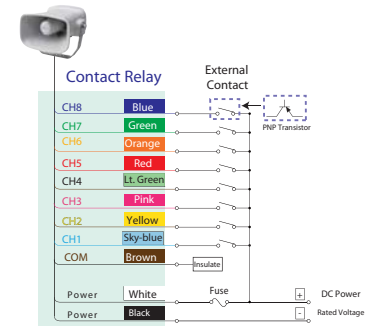 External
Contact
Contact Relay
PNP Transistor
CH8 Blue
CH7 Green
CH6 Orange
CH5 Red
CH4 Lt. Green
CH3 Pink
CH2 Yellow
CH1 Sky-blue
COM Brown Insulate
Power White Fuse + DC Power
Power Black - Rated Voltage